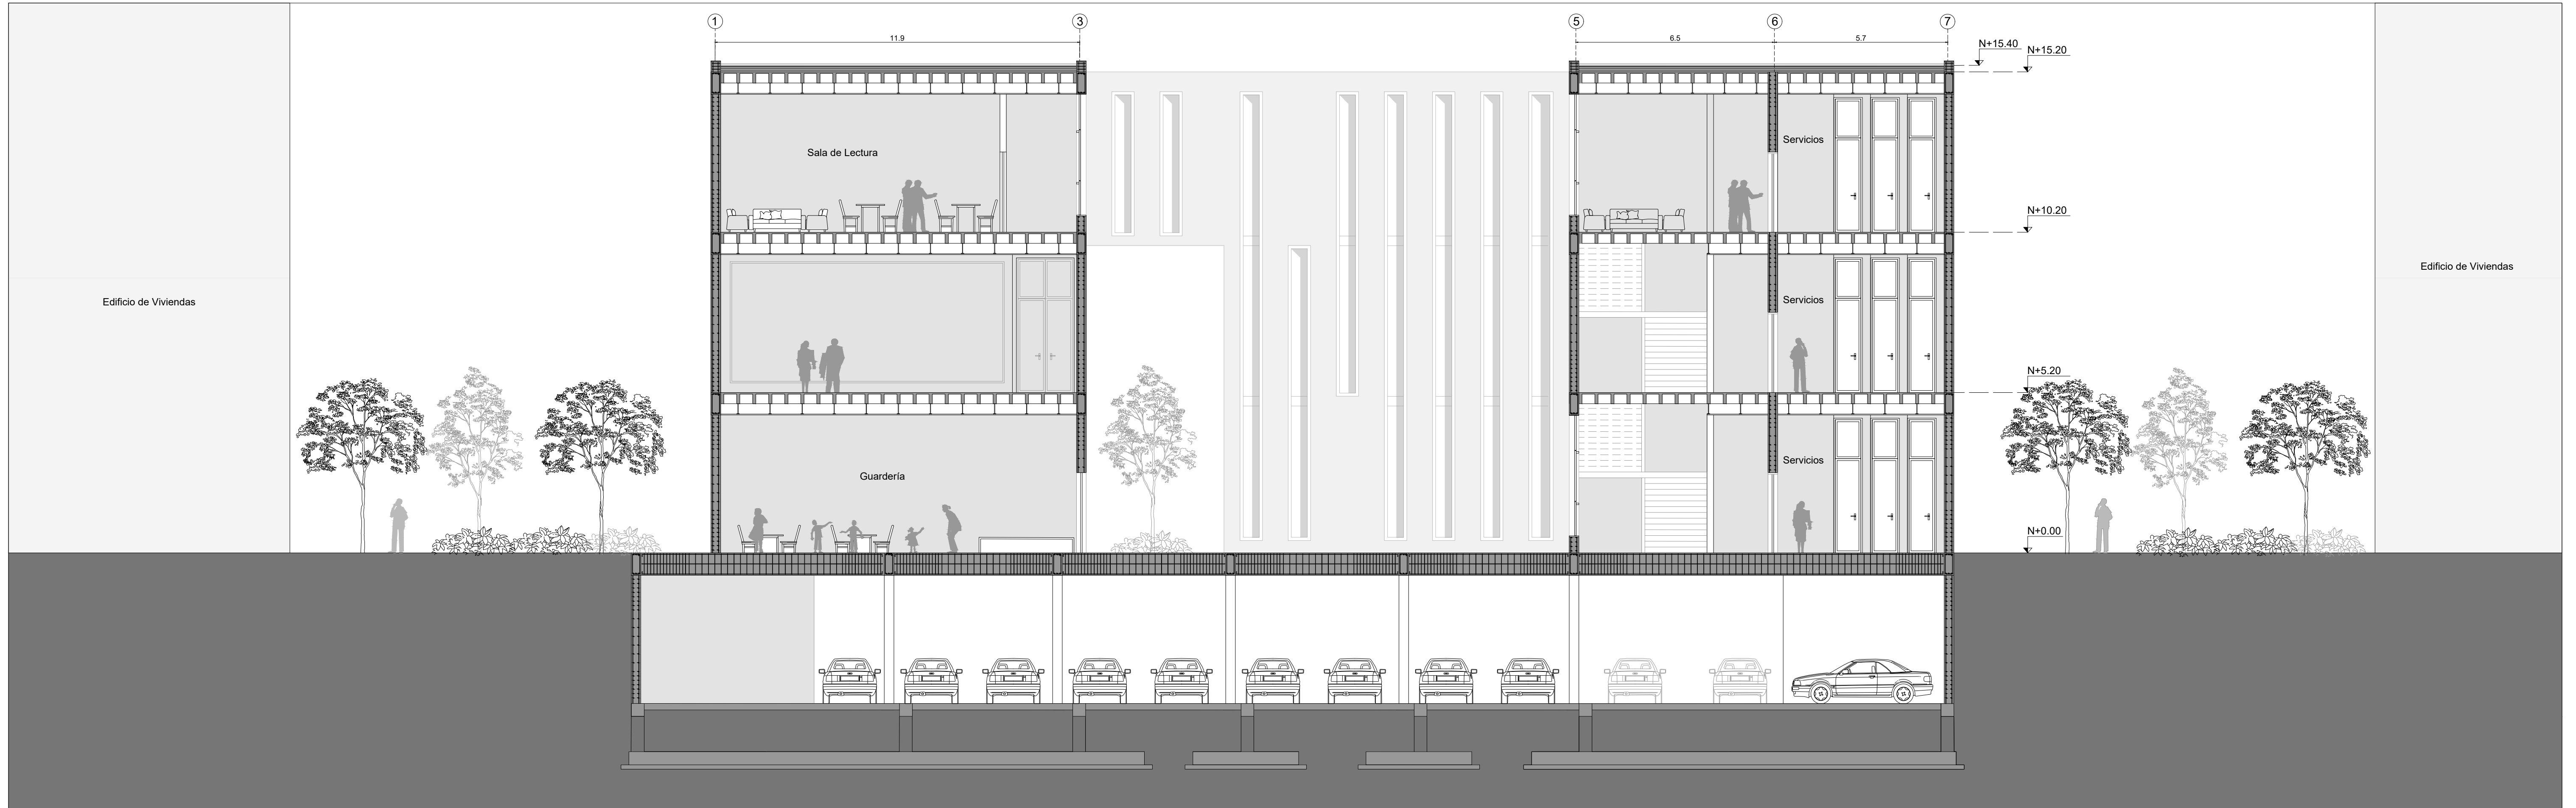 1
3
5
6
7
11.9
6.5
5.7
N+15.40
N+15.20
Sala de Lectura
Servicios
N+10.20
Edificio de Viviendas
Servicios
Edificio de Viviendas
N+5.20
Guardería
Servicios
N+0.00